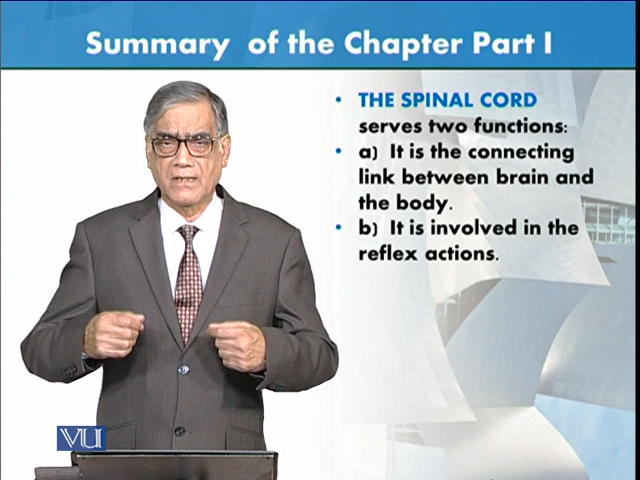 Summary of the Chapter Part I
• THE SPINAL CORD
serves two functions:
• a) It is the connecting
link between brain and
the body.
• b) It is involved in the
reflex actions.
VU